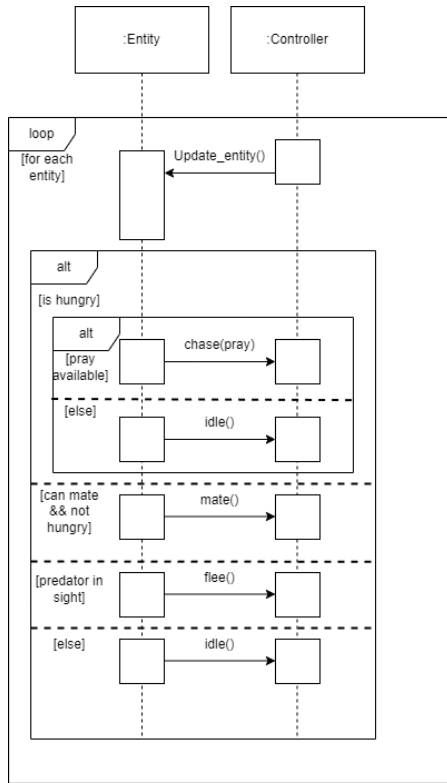 :Entity
:Controller
loop
[for each
entity]
Update_entity()
alt
[is hungry]
alt
[pray
available]
chase(pray)
[else]
idle()
[can mate
&& not
hungry]
mate()
[predator in
sight]
flee()
[else]
idle()